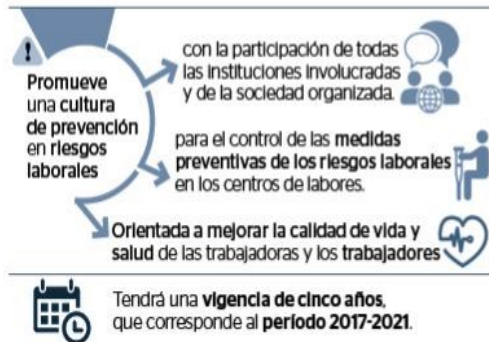 Promueve
una cultura
de prevención
en riesgos
laborales
con la participación de todas
las instituciones involucradas
y de la sociedad organizada.
para el control de las medidas
preventivas de los riesgos laborales
en los centros de labores.
Orientada a mejorar la calidad de vida y
salud de las trabajadoras y los trabajadores
Tendrá una vigencia de cinco años,
que corresponde al período 2017-2021.